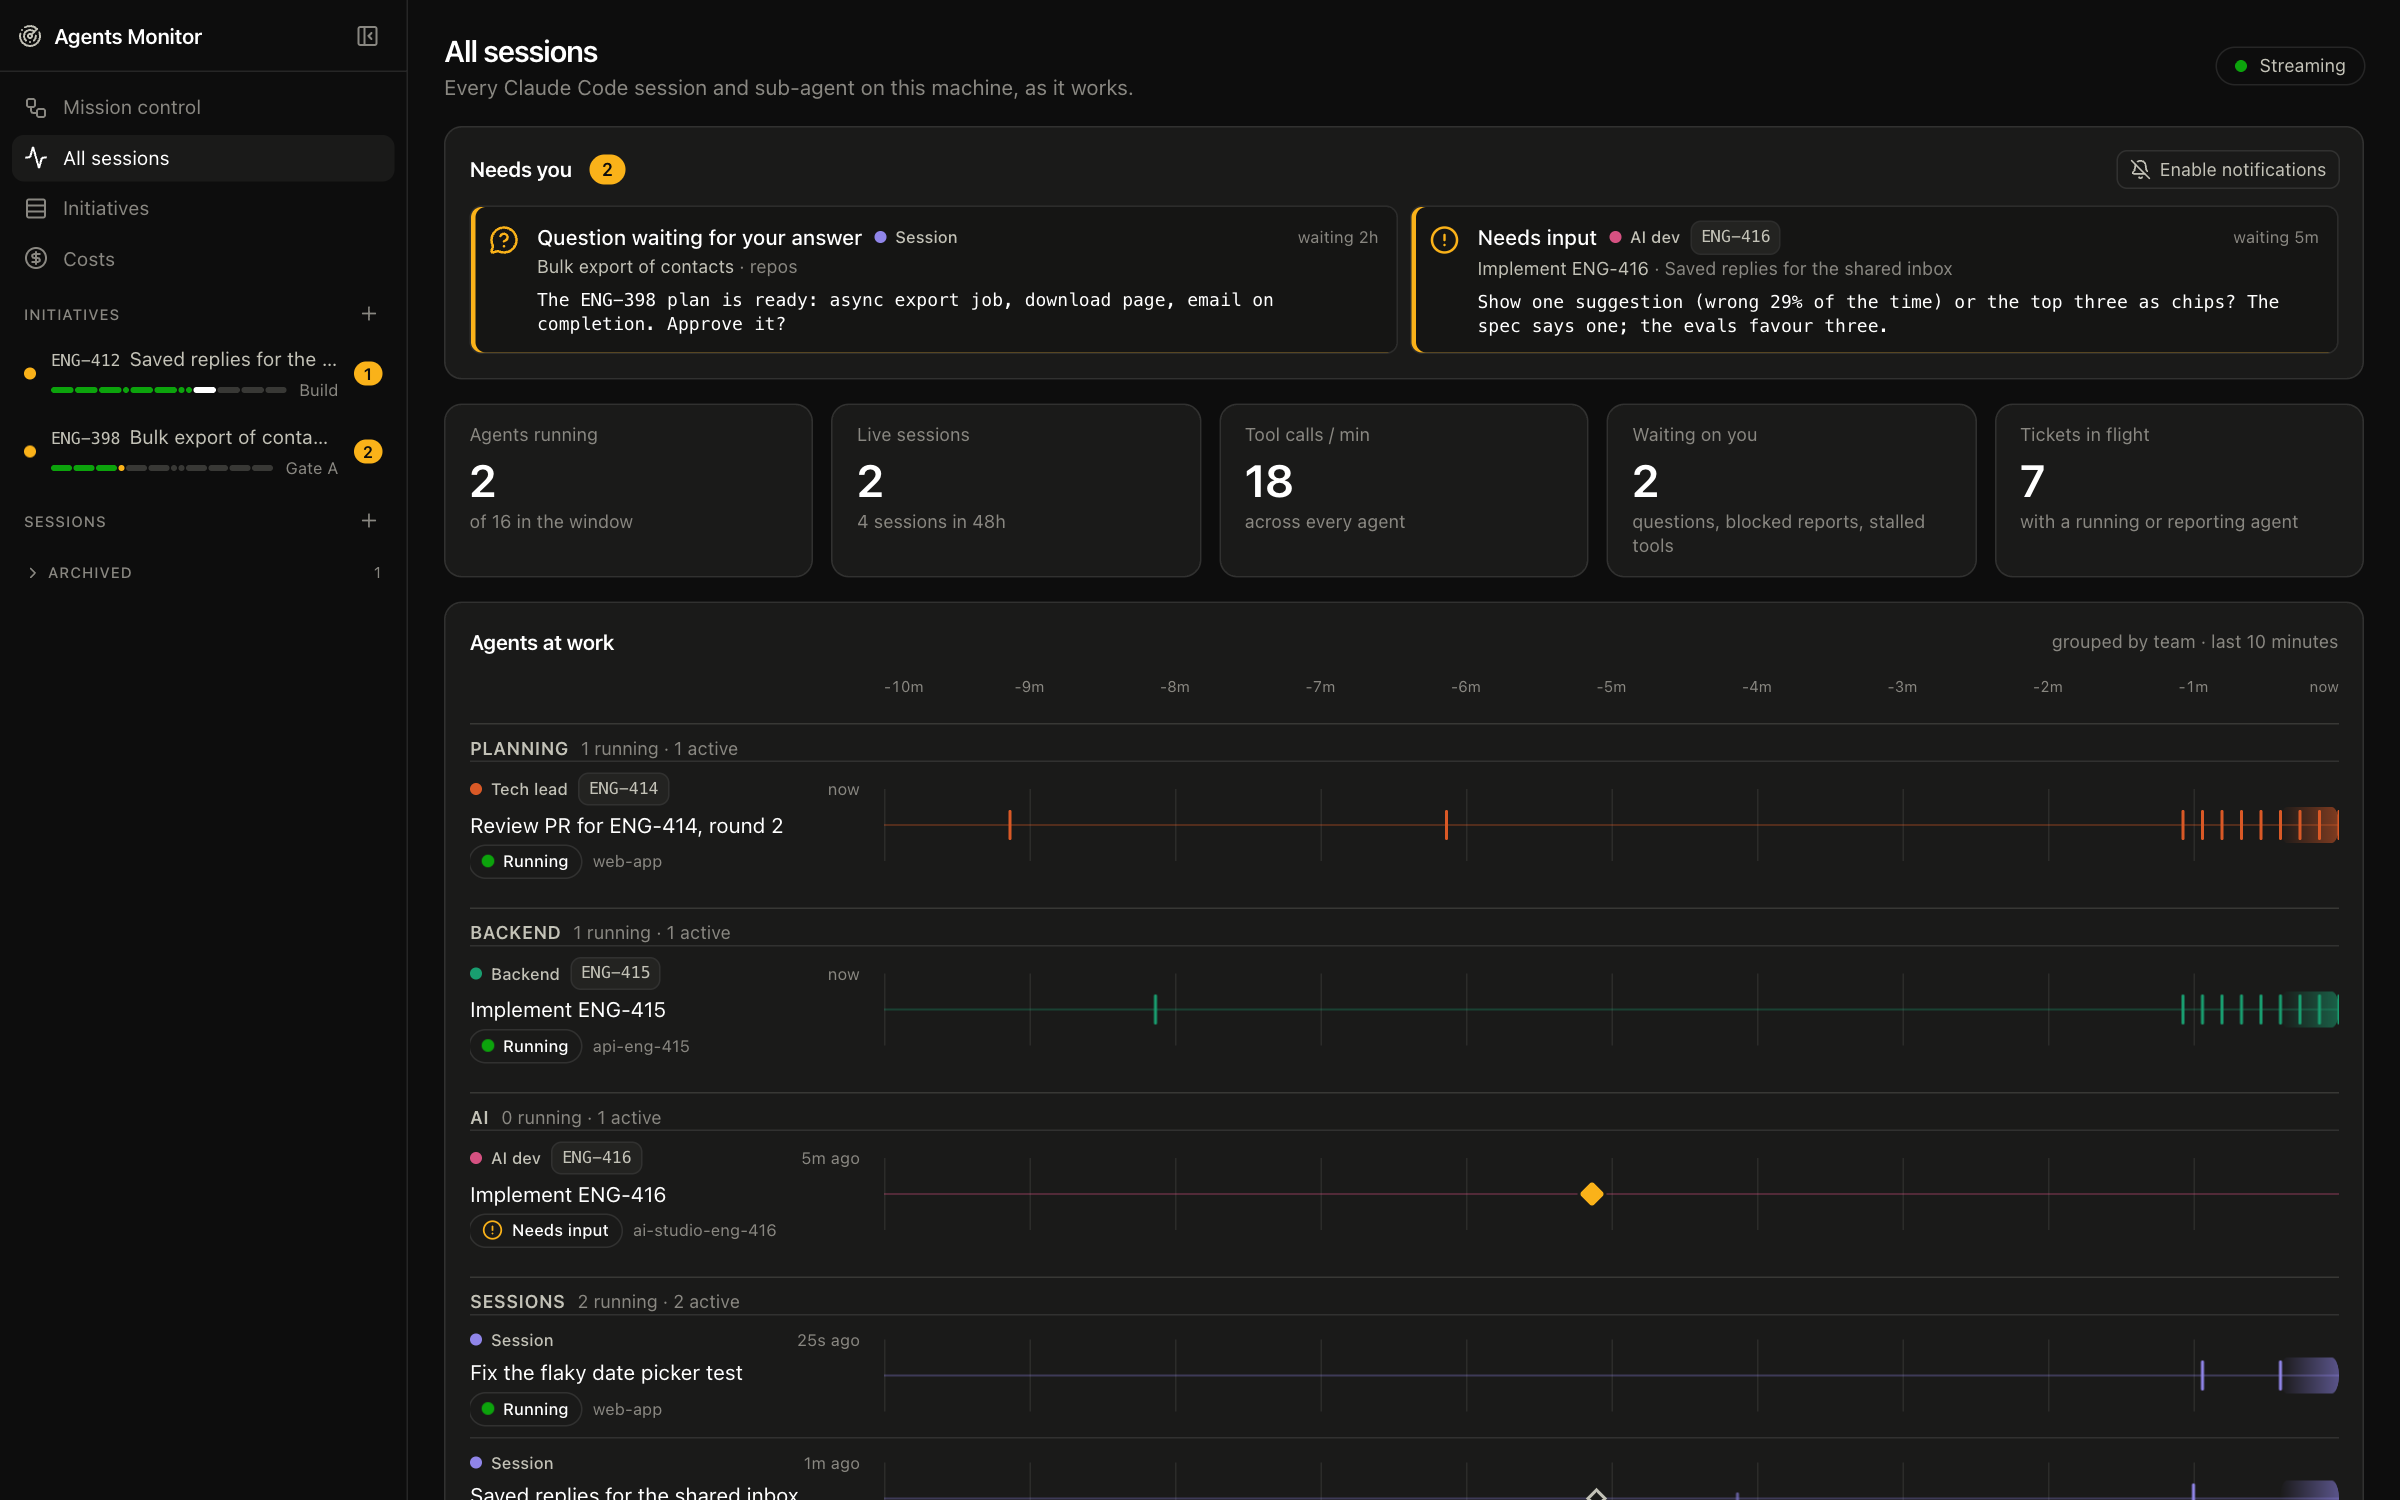 Agents Monitor
Mission control
All sessions
Initiatives
Costs
INITIATIVES
ENG-412 Saved replies for the ...
Build
1
ENG-398 Bulk export of conta...
Gate A
2
SESSIONS
ARCHIVED 1
All sessions
Every Claude Code session and sub-agent on this machine, as it works.
Streaming
Needs you 2
Enable notifications
Question waiting for your answer Session waiting 2h
Bulk export of contacts · repos
The ENG-398 plan is ready: async export job, download page, email on
completion. Approve it?
Needs input AI dev ENG-416 waiting 5m
Implement ENG-416 · Saved replies for the shared inbox
Show one suggestion (wrong 29% of the time) or the top three as chips? The
spec says one; the evals favour three.
Agents running
2
of 16 in the window
Live sessions
2
4 sessions in 48h
Tool calls / min
18
across every agent
Waiting on you
2
questions, blocked reports, stalled
tools
Tickets in flight
7
with a running or reporting agent
Agents at work
grouped by team · last 10 minutes
-10m -9m -8m -7m -6m -5m -4m -3m -2m -1m now
PLANNING 1 running · 1 active
Tech lead ENG-414 now
Review PR for ENG-414, round 2
Running web-app
BACKEND 1 running · 1 active
Backend ENG-415 now
Implement ENG-415
Running api-eng-415
AI 0 running · 1 active
AI dev ENG-416 5m ago
Implement ENG-416
Needs input ai-studio-eng-416
SESSIONS 2 running · 2 active
Session 25s ago
Fix the flaky date picker test
Running web-app
Session 1m ago
Saved replies for the shared inbox